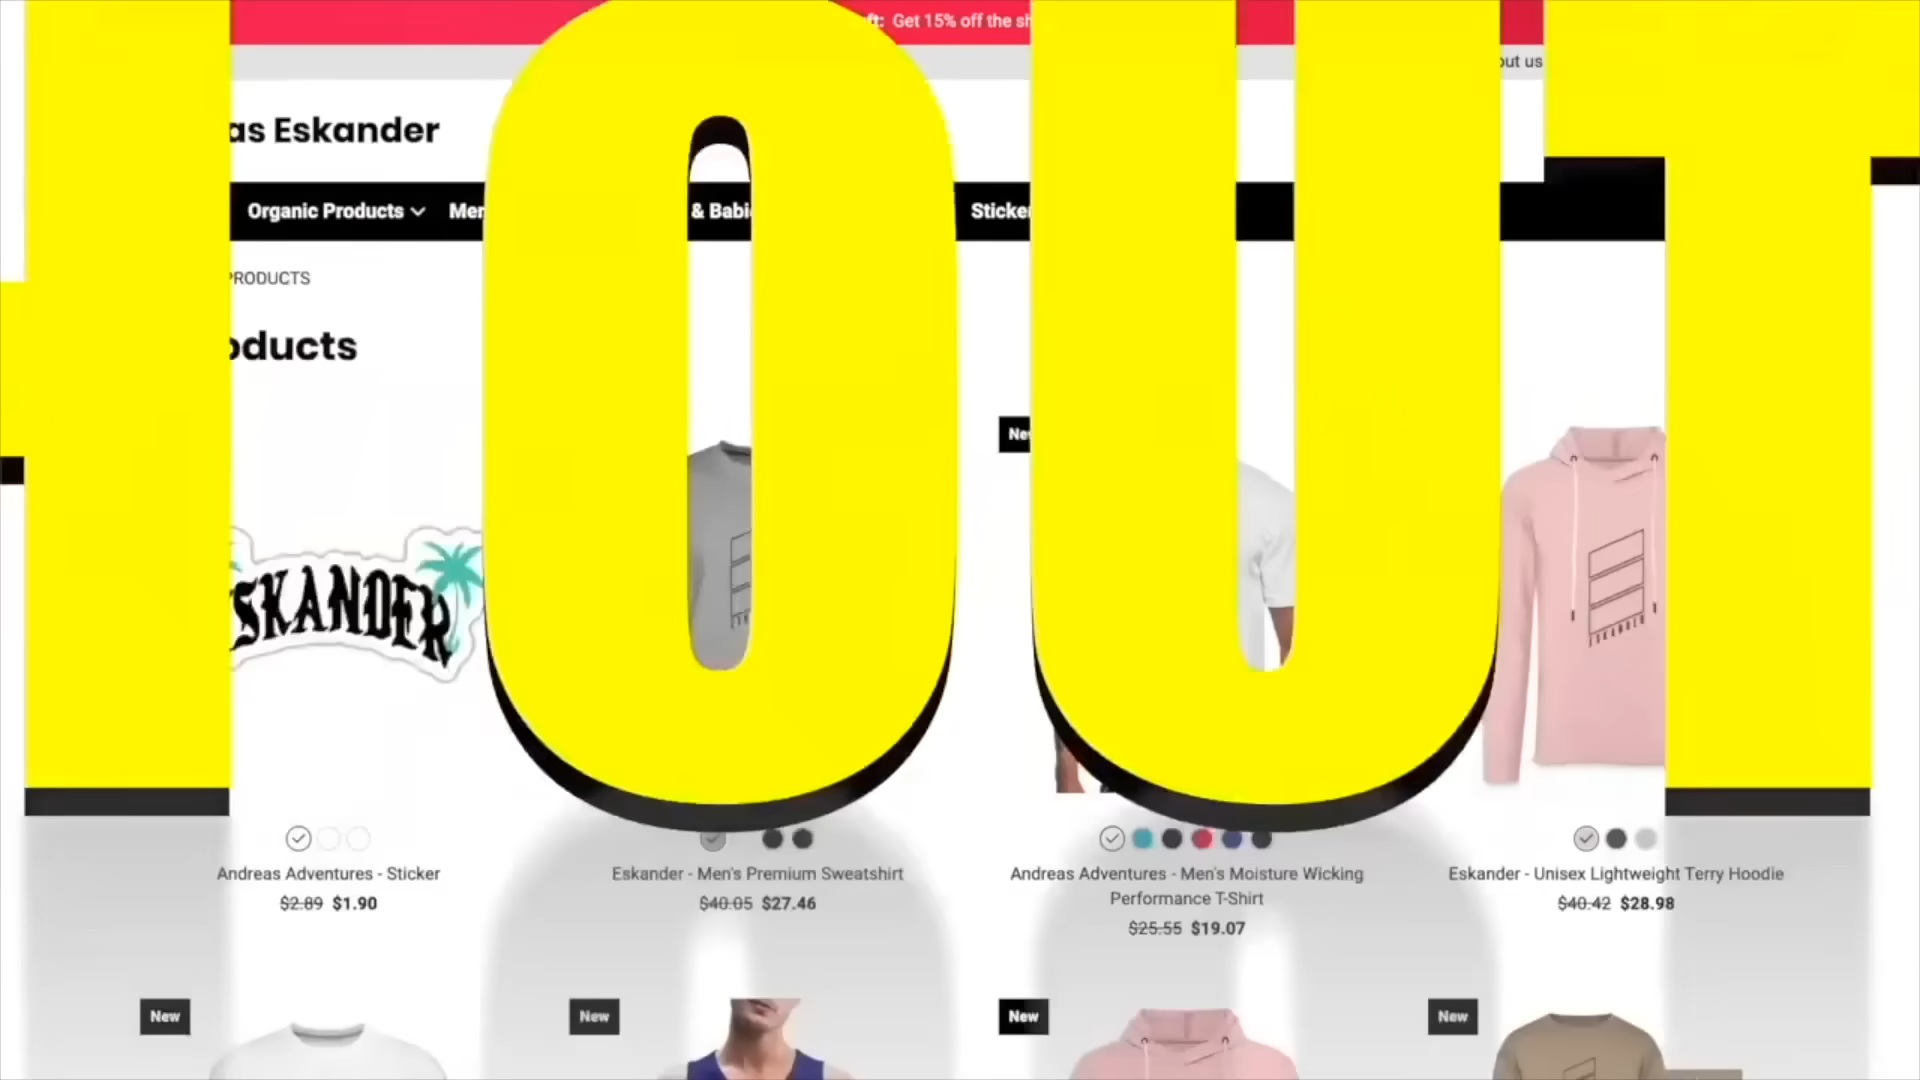 OUT
ft: Get 15% off the sh
out us
as Eskander
Organic Products
Men
& Babi
Sticker
PRODUCTS
oducts
New
SKANDER
ESKANDER
Andreas Adventures - Sticker
$2.89 $1.90
Eskander - Men's Premium Sweatshirt
$40.05 $27.46
Andreas Adventures - Men's Moisture Wicking
Performance T-Shirt
$25.55 $19.07
Eskander - Unisex Lightweight Terry Hoodie
$40.42 $28.98
New
New
New
New